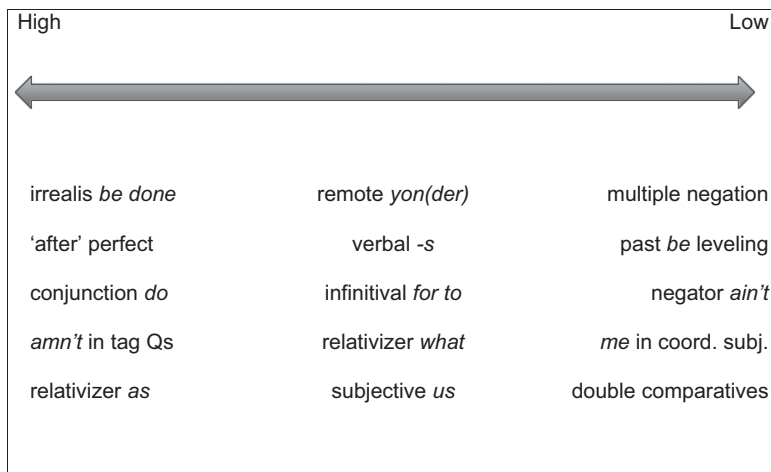 High Low
irrealis be done remote yon(der) multiple negation
‘after’ perfect verbal -s past be leveling
conjunction do infinitival for to negator ain’t
amn’t in tag Qs relativizer what me in coord. subj.
relativizer as subjective us double comparatives